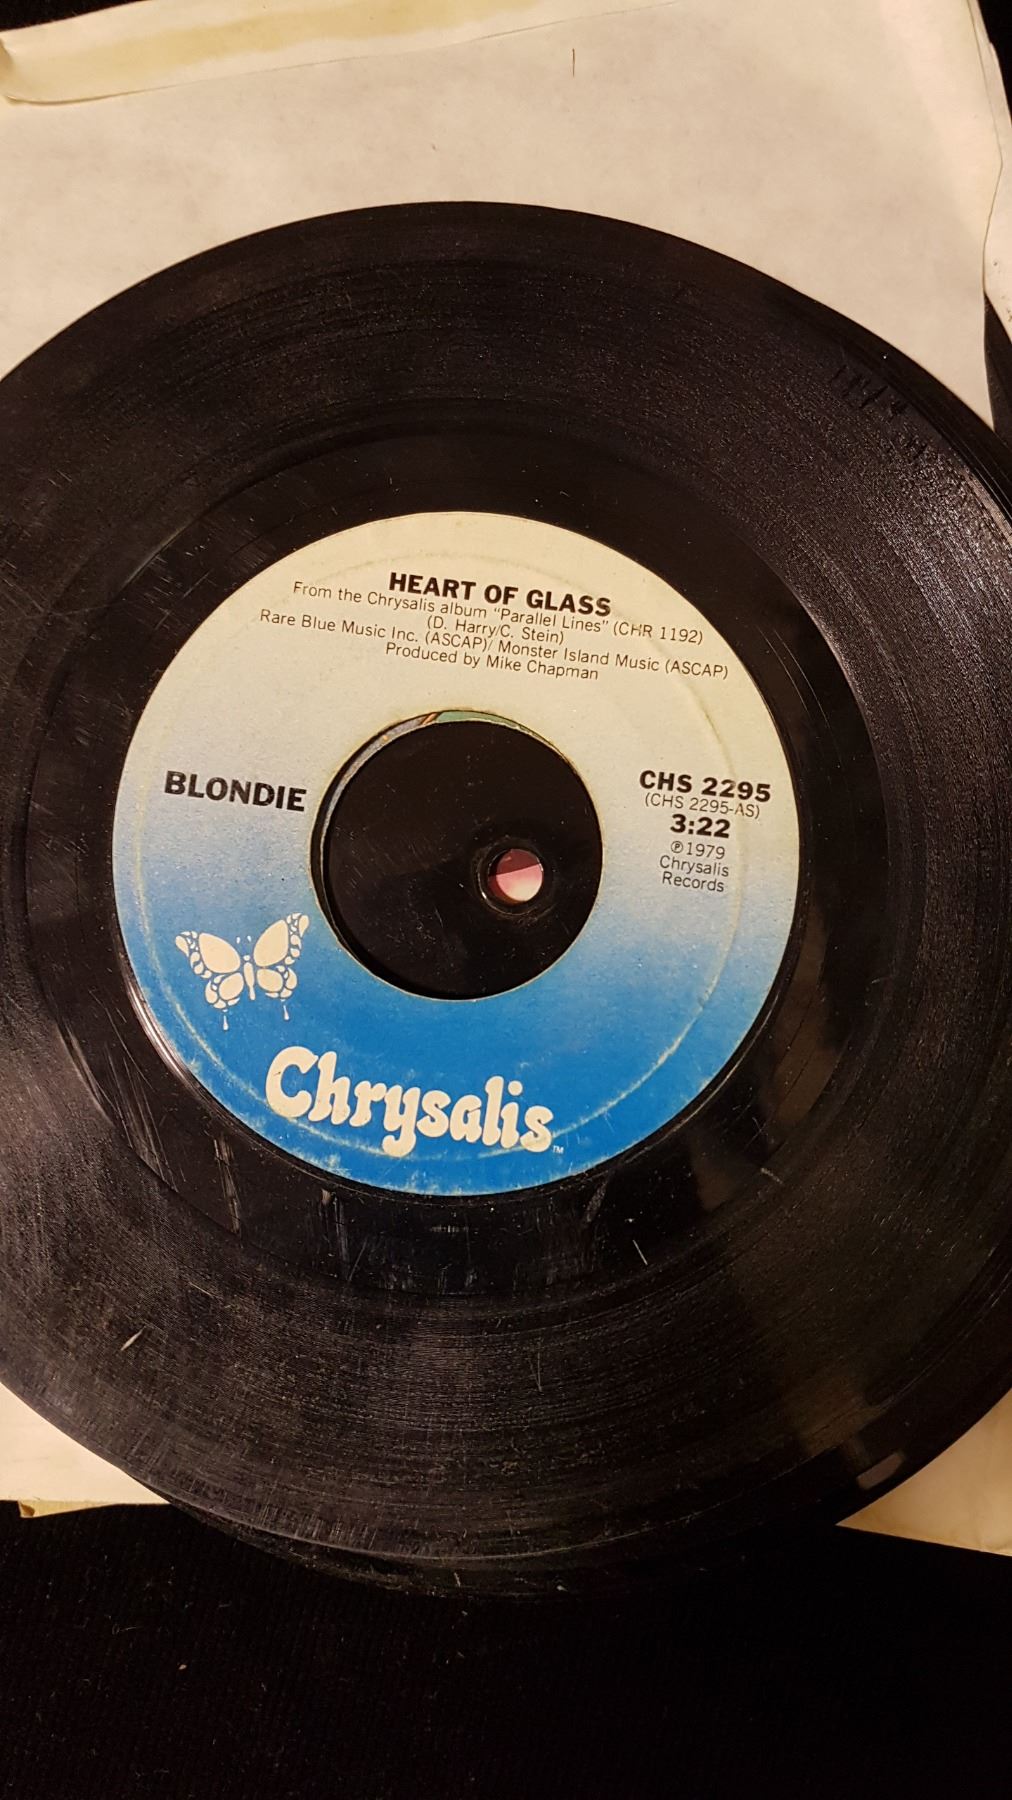 HEART OF GLASS
From the Chrysalis album "Parallel Lines" (CHR 1192)
(D. Harry/C. Stein)
Rare Blue Music Inc. (ASCAP)/ Monster Island Music (ASCAP)
Produced by Mike Chapman
BLONDIE
CHS 2295
(CHS 2295-AS)
3:22
℗1979
Chrysalis
Records
Chrysalis™